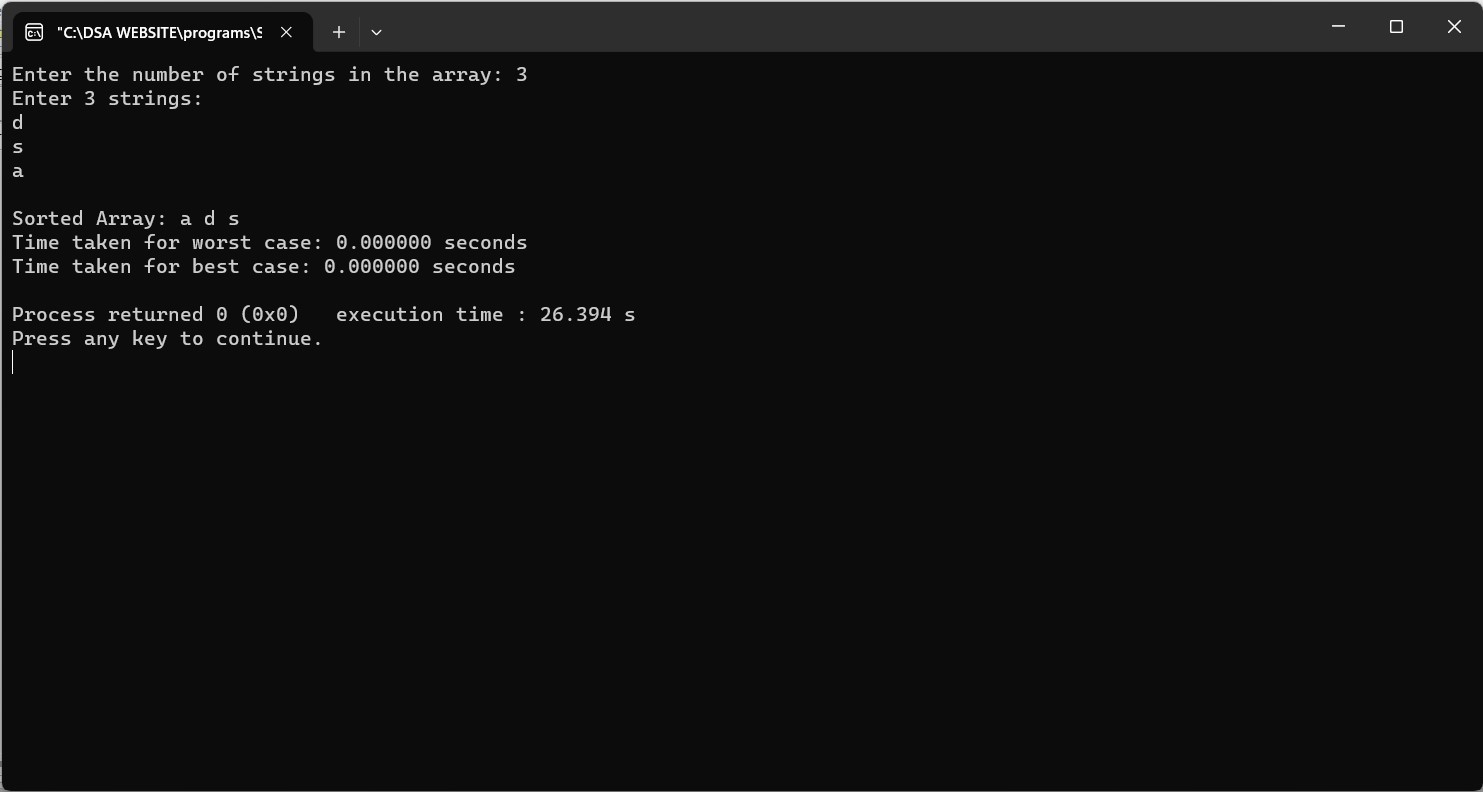 "C:\DSA WEBSITE\programs\S
Enter the number of strings in the array: 3
Enter 3 strings:
d
s
a
Sorted Array: a d s
Time taken for worst case: 0.000000 seconds
Time taken for best case: 0.000000 seconds
Process returned 0 (0x0)   execution time : 26.394 s
Press any key to continue.